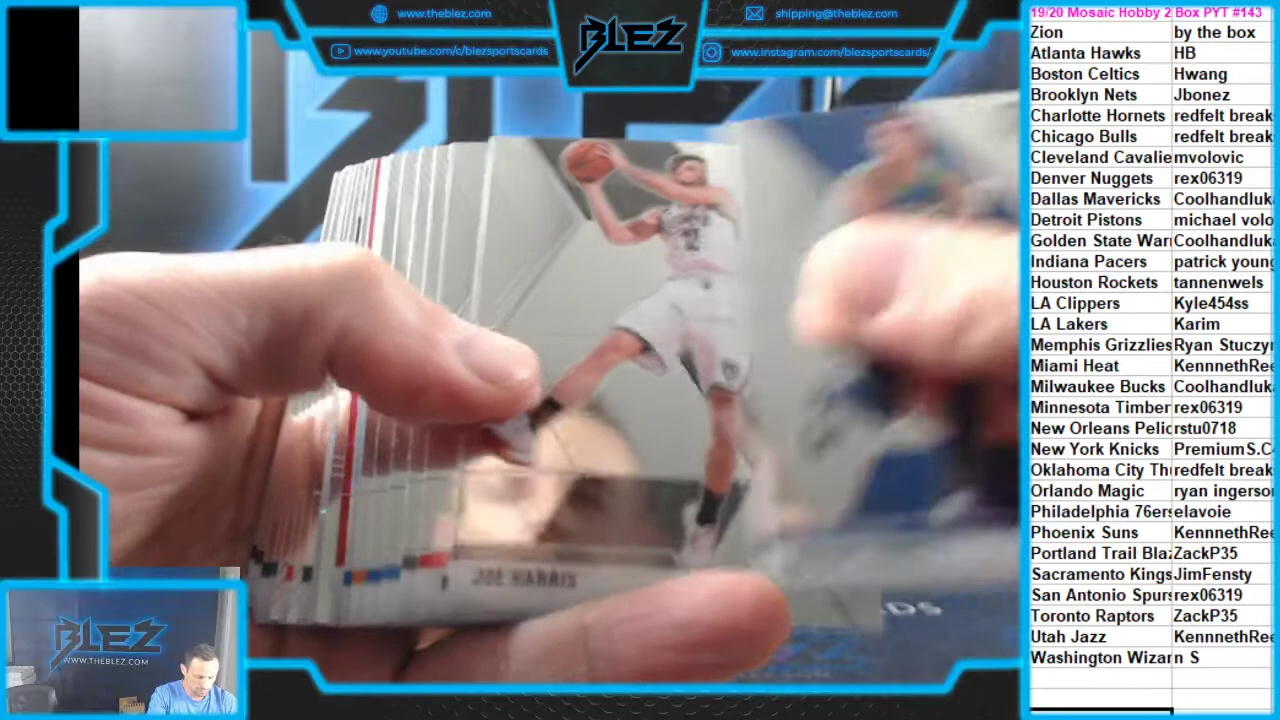 www.theblez.com
shipping@theblez.com
www.youtube.com/c/blezsportscards
BLEZ
www.instagram.com/blezsportscards/
19/20 Mosaic Hobby 2 Box PYT #143
Zion by the box
Atlanta Hawks HB
Boston Celtics Hwang
Brooklyn Nets Jbonez
Charlotte Hornets redfelt break
Chicago Bulls redfelt break
Cleveland Cavalie mvolovic
Denver Nuggets rex06319
Dallas Mavericks Coolhandluk
Detroit Pistons michael volo
Golden State War Coolhandluk
Indiana Pacers patrick young
Houston Rockets tannenwels
LA Clippers Kyle454ss
LA Lakers Karim
Memphis Grizzlies Ryan Stuczyn
Miami Heat KennnethRee
Milwaukee Bucks Coolhandluk
Minnesota Timber rex06319
New Orleans Pelic rstu0718
New York Knicks PremiumS.C
Oklahoma City Thu redfelt break
Orlando Magic ryan ingerso
Philadelphia 76ers elavoie
Phoenix Suns KennnethRee
Portland Trail Blaz ZackP35
Sacramento Kings JimFensty
San Antonio Spurs rex06319
Toronto Raptors ZackP35
Utah Jazz KennnethRee
Washington Wizar n S
JOE HARRIS
BLEZ
WWW.THEBLEZ.COM